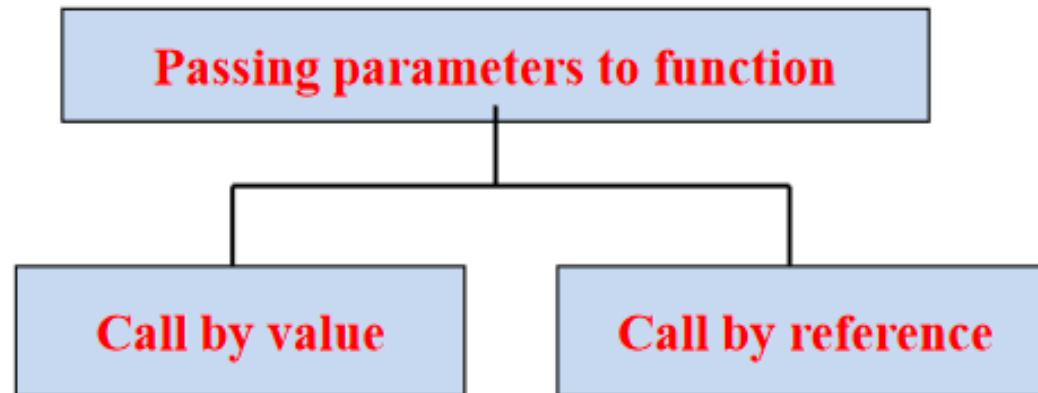 Passing parameters to function
Call by value
Call by reference